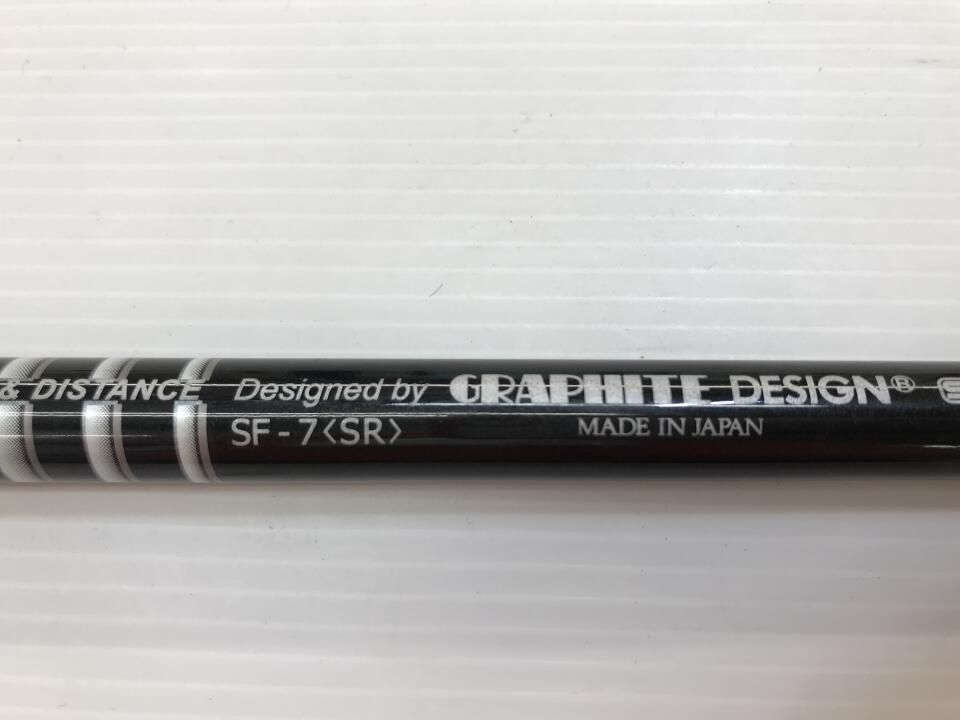 & DISTANCE Designed by GRAPHITE DESIGN®
SF-7<SR> MADE IN JAPAN